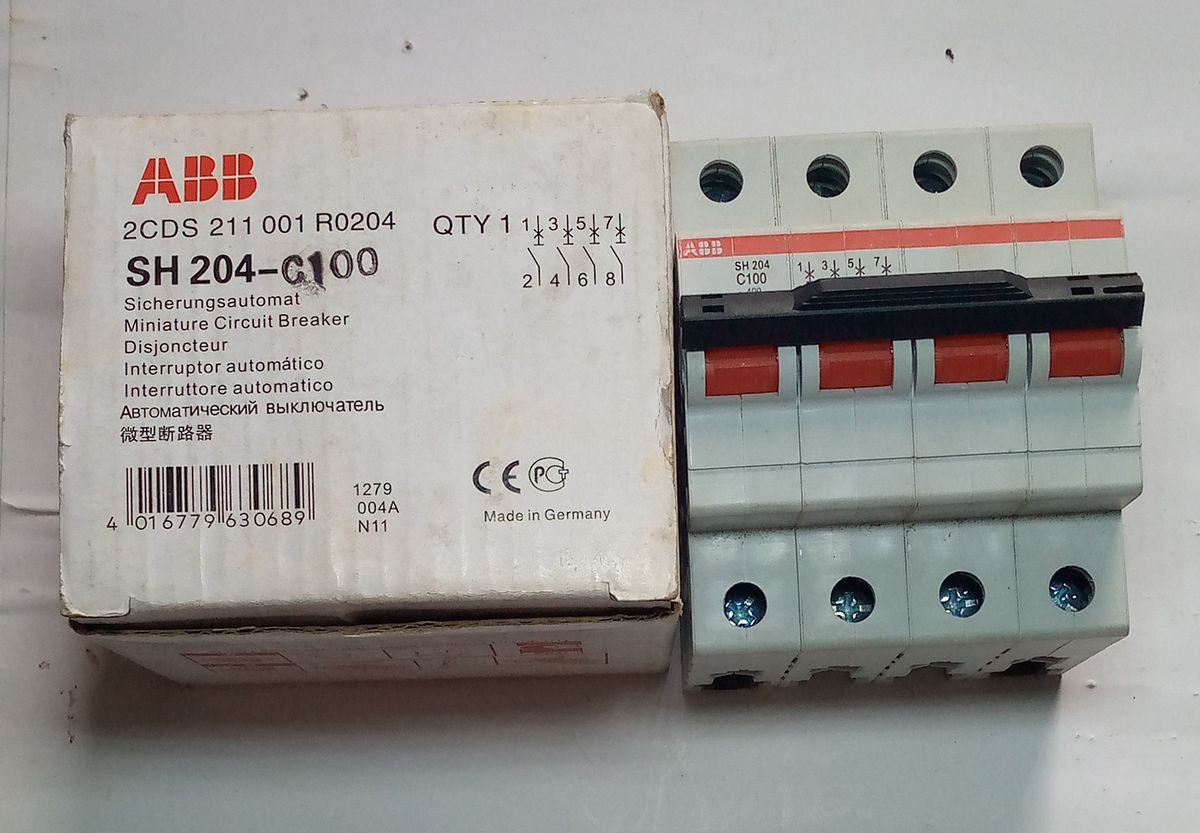 ABB
2CDS 211 001 R0204
QTY 1
1 3 5 7
2 4 6 8
SH 204-C100
Sicherungsautomat
Miniature Circuit Breaker
Disjoncteur
Interruptor automático
Interruttore automatico
Автоматический выключатель
微型断路器
4 016779 630689
1279
004A
N11
CE PCT
Made in Germany
ABB
SH 204
C100
1 3 5 7